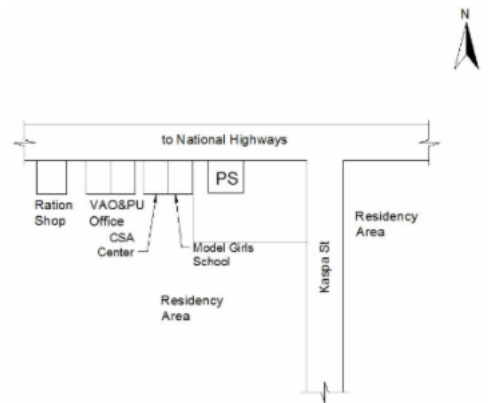 N
to National Highways
PS
Ration
Shop
VAO&PU
Office
CSA
Center
Model Girls
School
Residency
Area
Kaspa St
Residency
Area